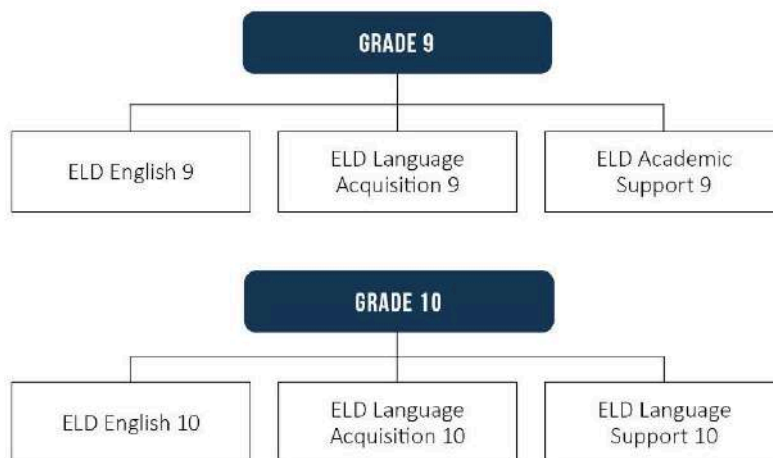 GRADE 9
ELD English 9
ELD Language
Acquisition 9
ELD Academic
Support 9
GRADE 10
ELD English 10
ELD Language
Acquisition 10
ELD Language
Support 10